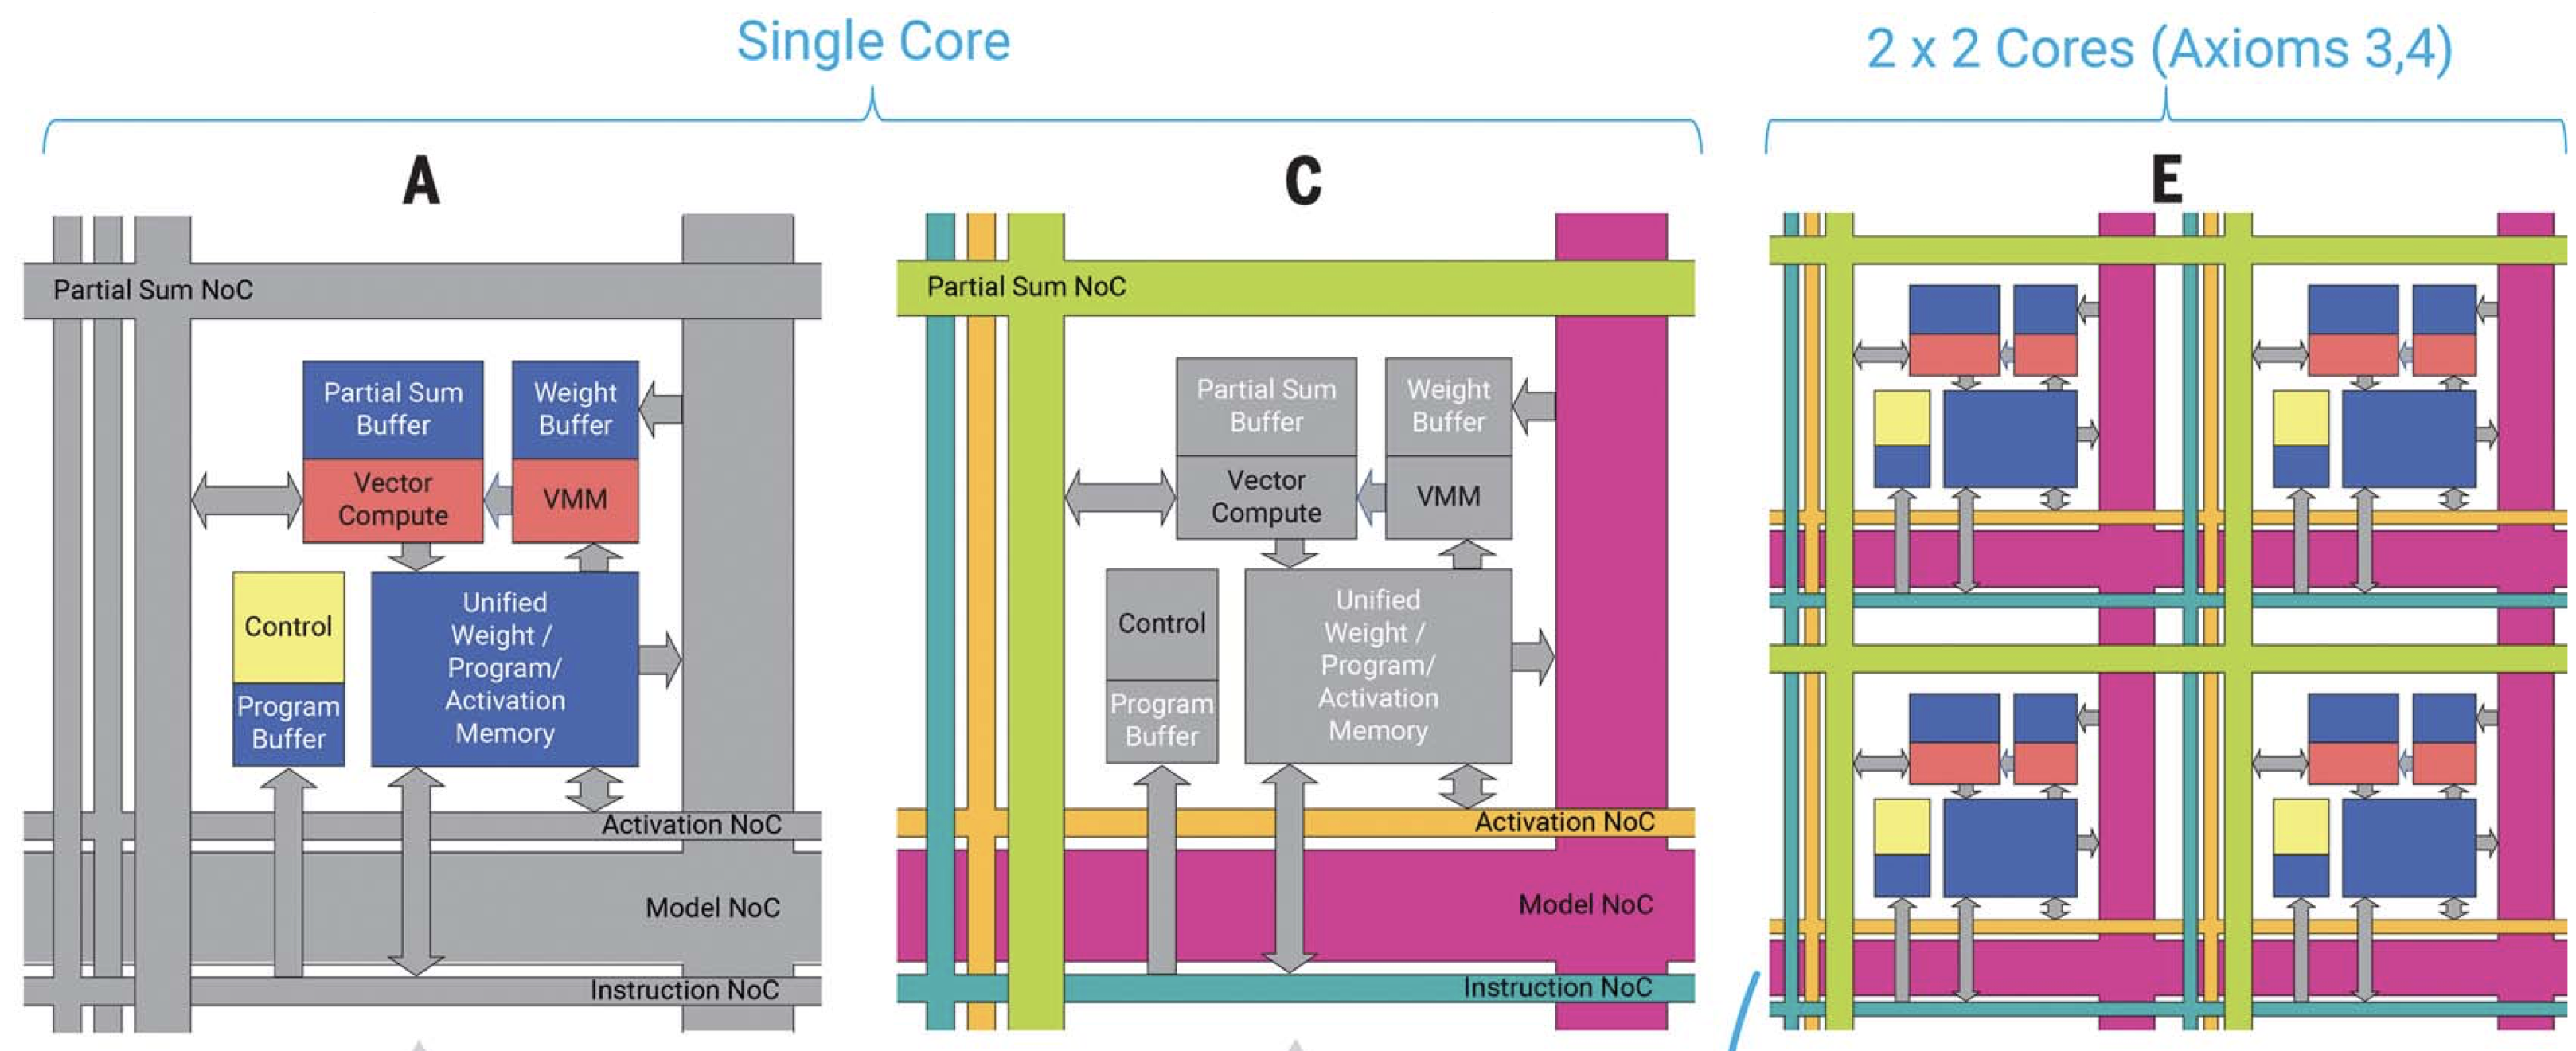 Single Core
2 x 2 Cores (Axioms 3,4)
A
C
E
Partial Sum NoC
Partial Sum
Buffer
Weight
Buffer
Vector
Compute
VMM
Control
Program
Buffer
Unified
Weight /
Program/
Activation
Memory
Activation NoC
Model NoC
Instruction NoC
Partial Sum NoC
Partial Sum
Buffer
Weight
Buffer
Vector
Compute
VMM
Control
Program
Buffer
Unified
Weight /
Program/
Activation
Memory
Activation NoC
Model NoC
Instruction NoC